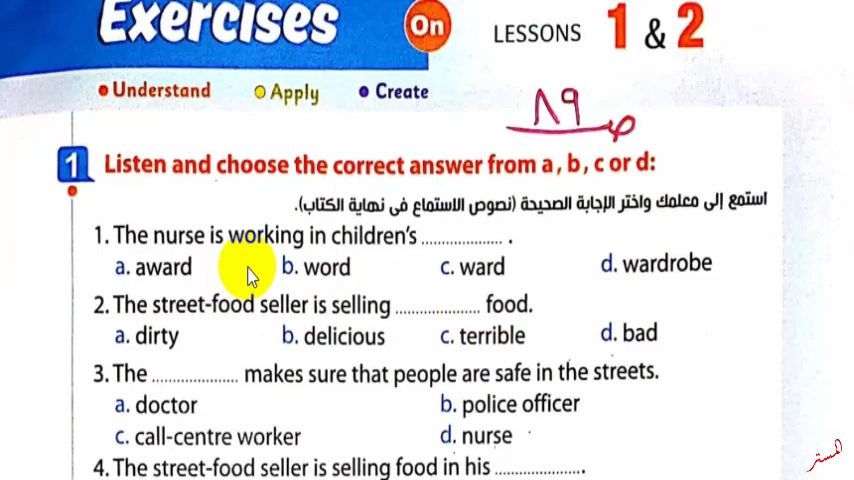 Exercises On LESSONS 1 & 2
Understand Apply Create
ص ٨٩
1 Listen and choose the correct answer from a, b, c or d:
استمع إلى معلمك واختر الإجابة الصحيحة (نصوص الاستماع فى نهاية الكتاب).
1. The nurse is working in children's .................... .
a. award b. word c. ward d. wardrobe
2. The street-food seller is selling ..................... food.
a. dirty b. delicious c. terrible d. bad
3. The ..................... makes sure that people are safe in the streets.
a. doctor b. police officer
c. call-centre worker d. nurse
4. The street-food seller is selling food in his ......................
المستر